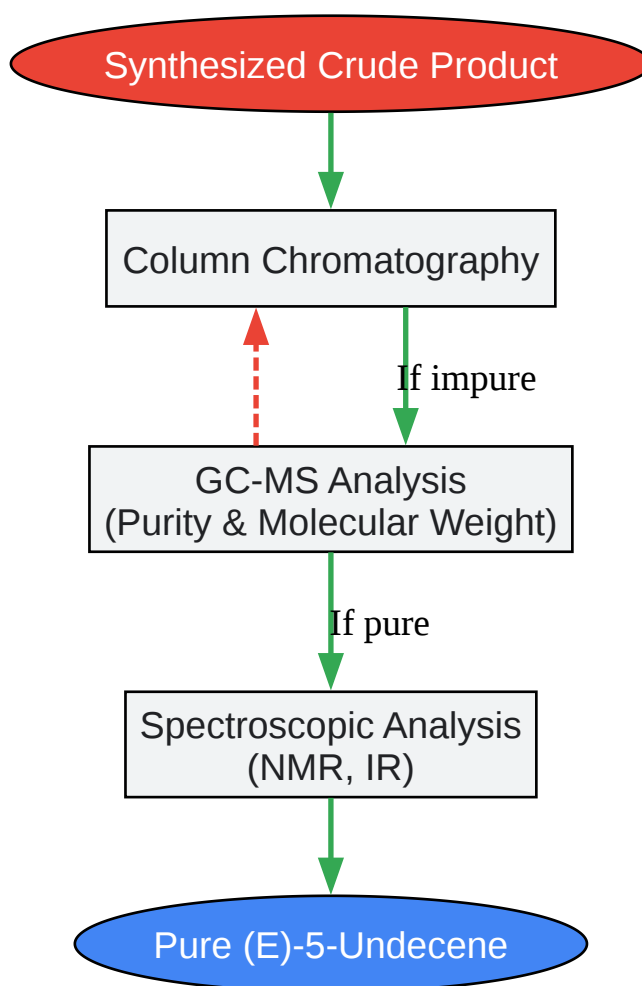 Synthesized Crude Product
Column Chromatography
If impure
GC-MS Analysis
(Purity & Molecular Weight)
If pure
Spectroscopic Analysis
(NMR, IR)
Pure (E)-5-Undecene